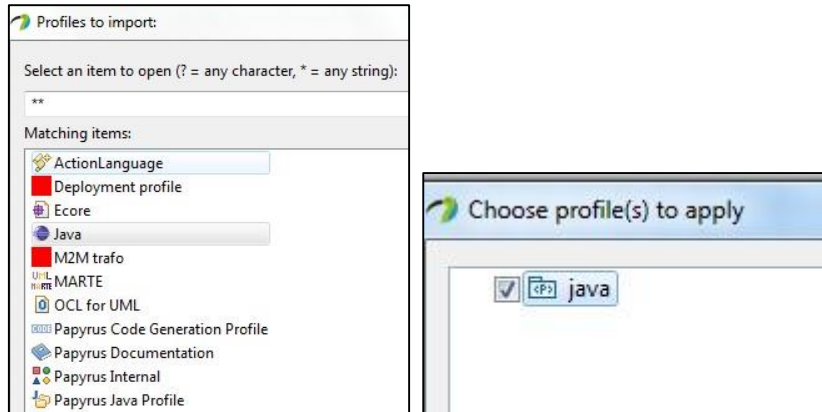 Profiles to import:
Select an item to open (? = any character, * = any string):
**
Matching items:
ActionLanguage
Deployment profile
Ecore
Java
M2M trafo
UML MARTE MARTE
OCL for UML
Papyrus Code Generation Profile
Papyrus Documentation
Papyrus Internal
Papyrus Java Profile
Choose profile(s) to apply
<P> java